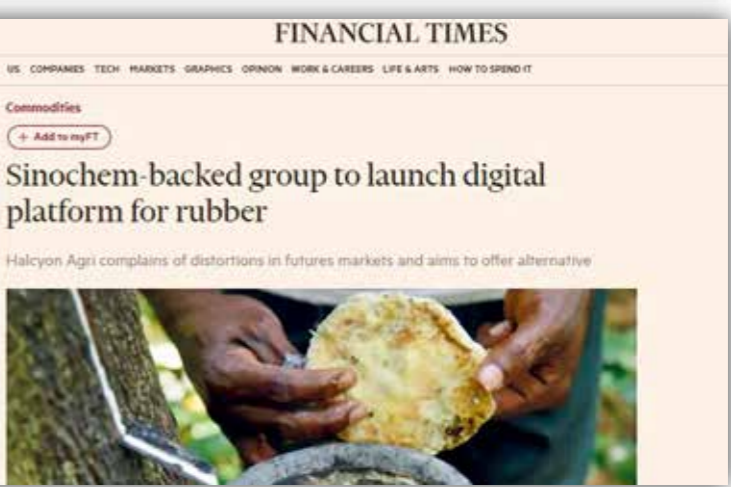 FINANCIAL TIMES
US COMPANIES TECH MARKETS GRAPHICS OPINION WORK & CAREERS LIFE & ARTS HOW TO SPEND IT
Commodities
+ Add to myFT
Sinochem-backed group to launch digital
platform for rubber
Halcyon Agri complains of distortions in futures markets and aims to offer alternative